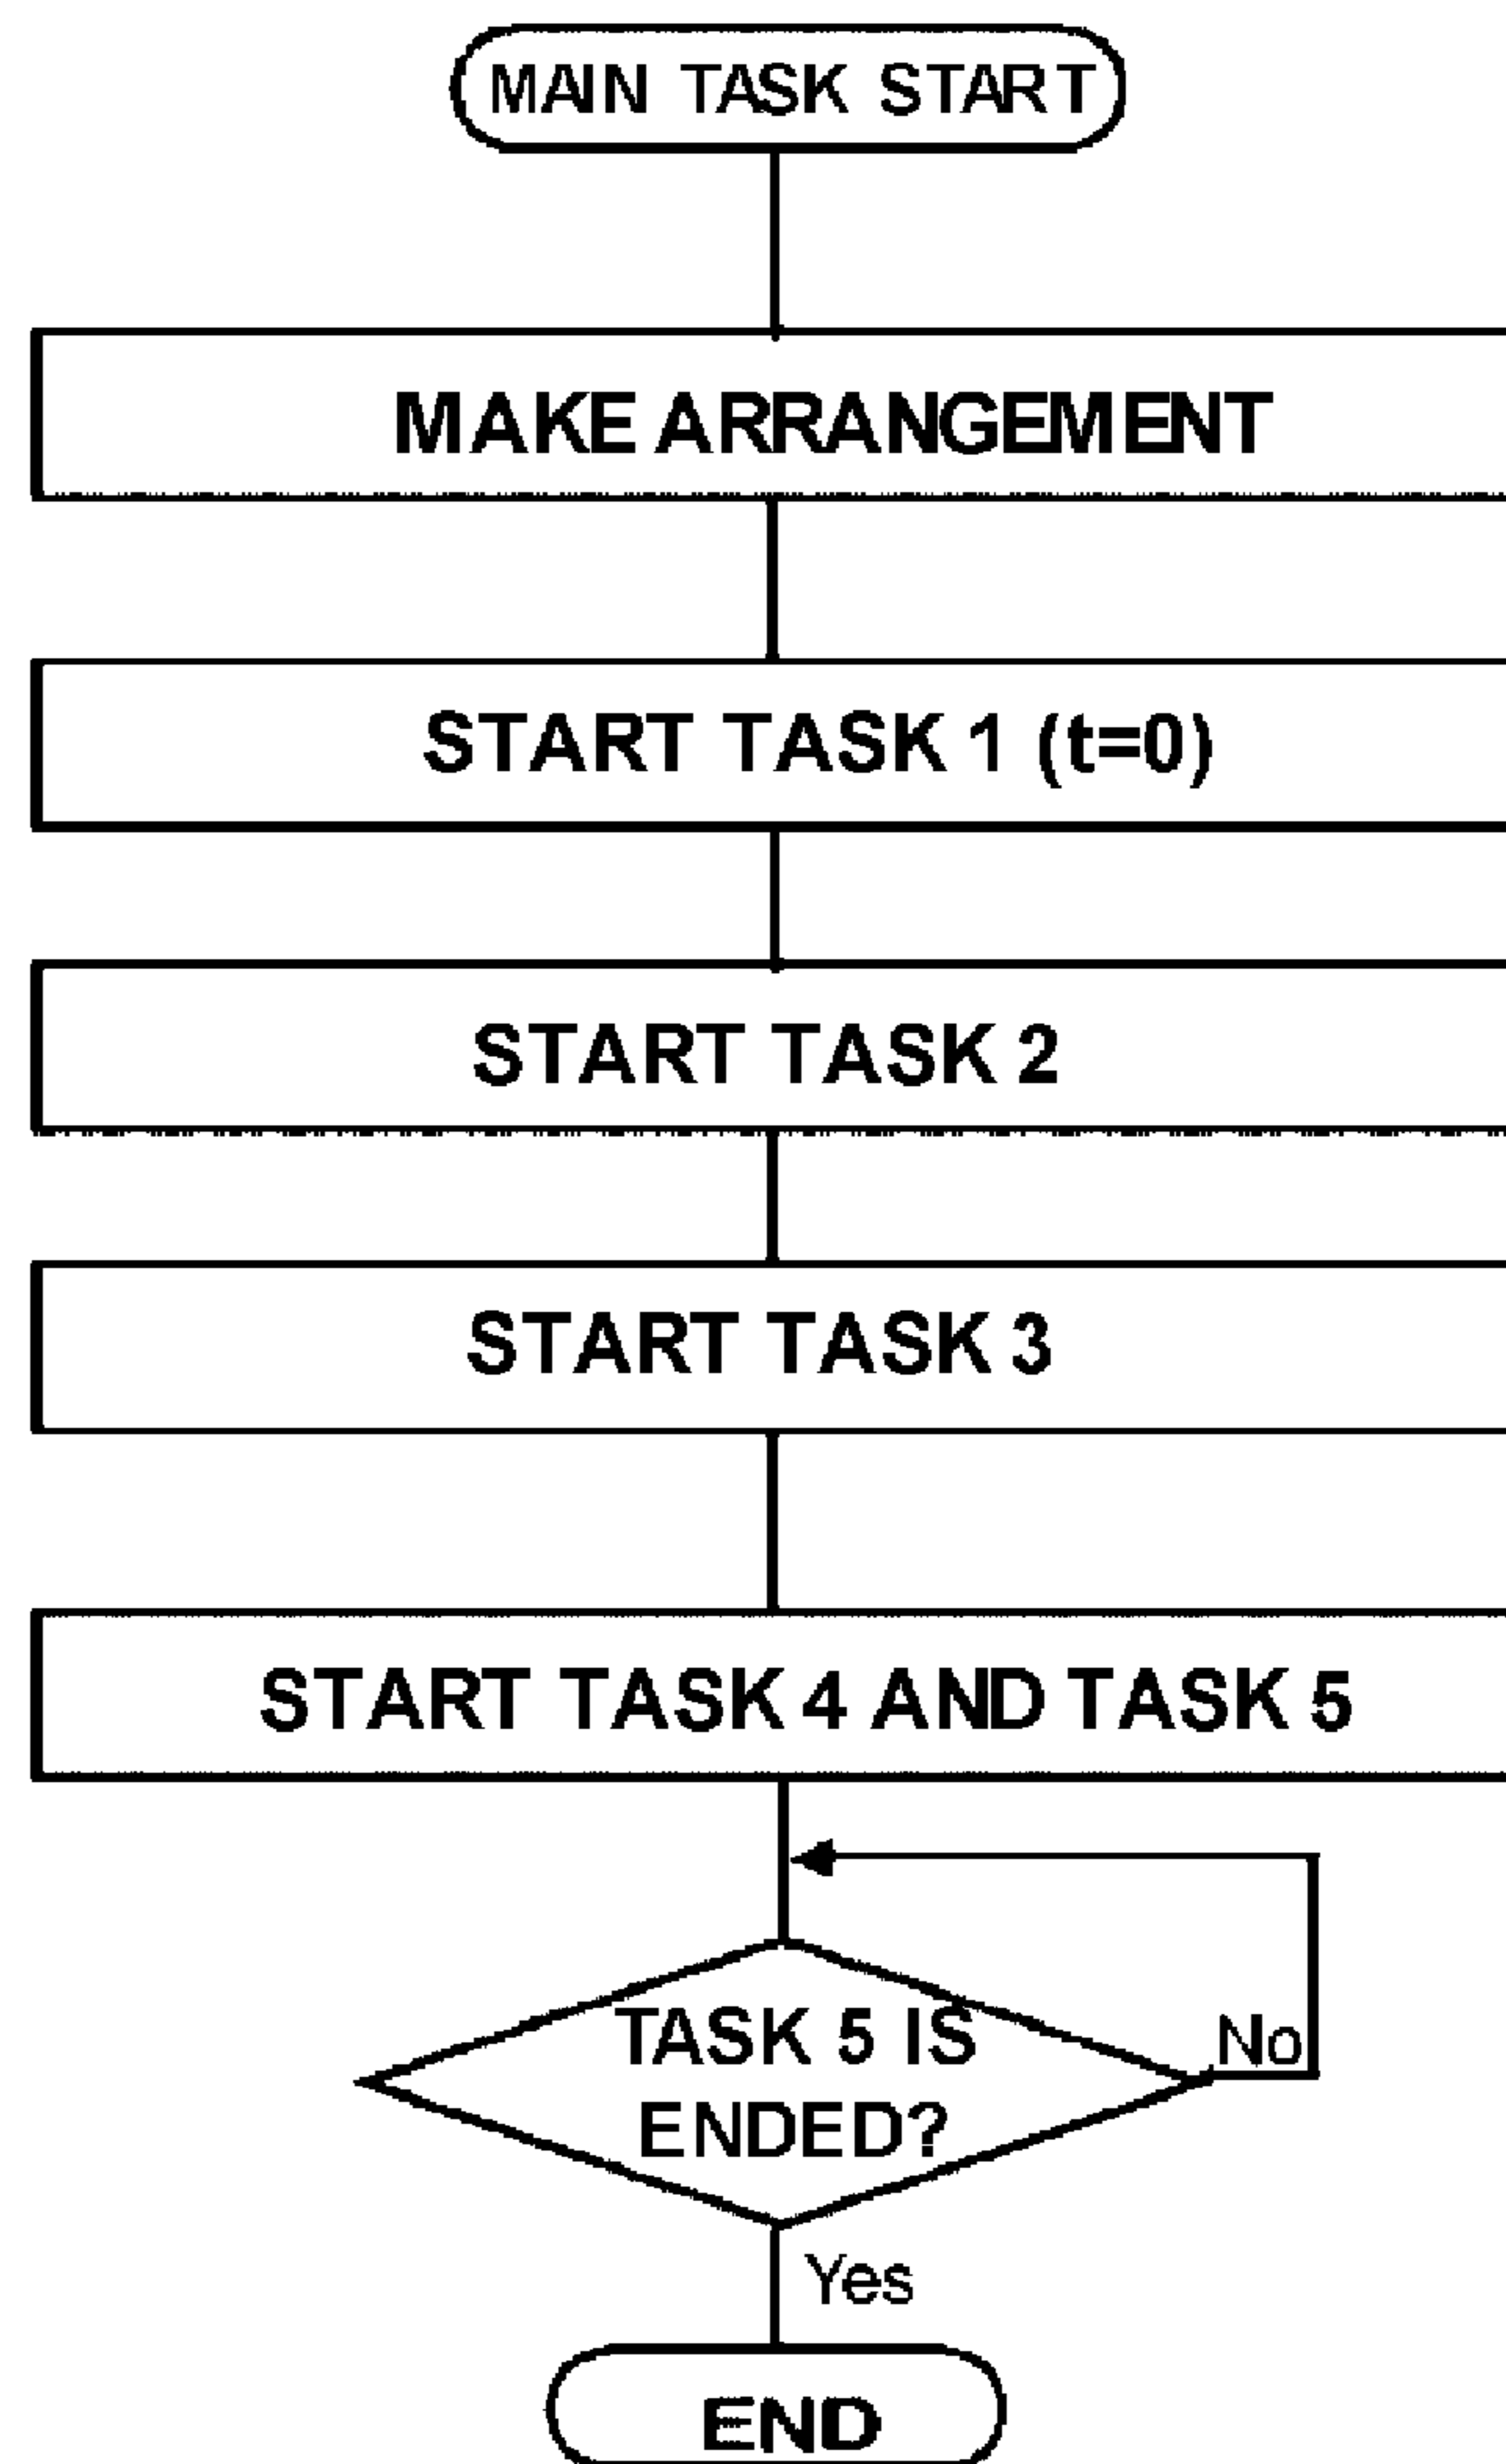 MAIN TASK START
MAKE ARRANGEMENT
START TASK 1 (t=0)
START TASK 2
START TASK 3
START TASK 4 AND TASK 5
TASK 5 IS
No
ENDED?
Yes
END